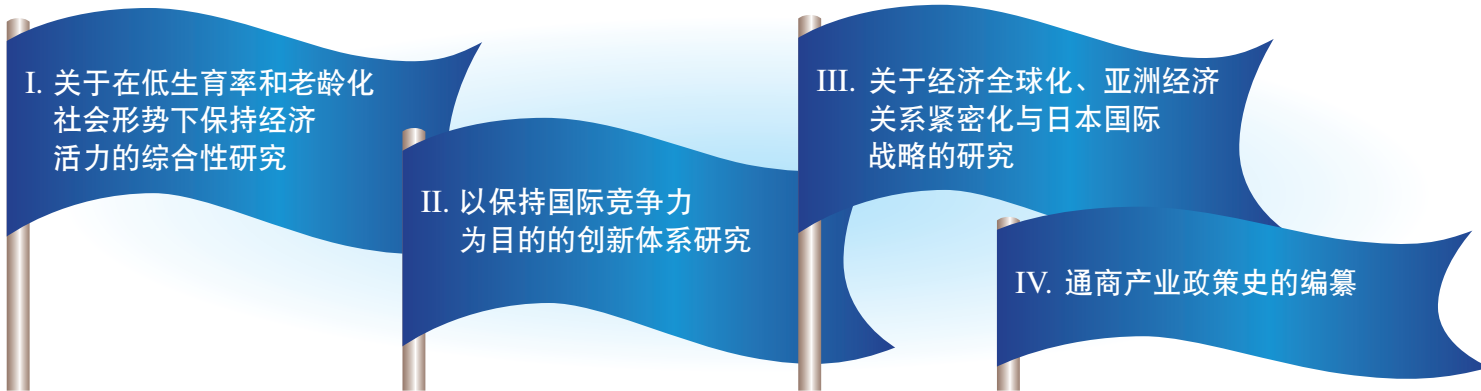 I. 关于在低生育率和老龄化
社会形势下保持经济
活力的综合性研究
II. 以保持国际竞争力
为目的的创新体系研究
III. 关于经济全球化、亚洲经济
关系紧密化与日本国际
战略的研究
IV. 通商产业政策史的编纂